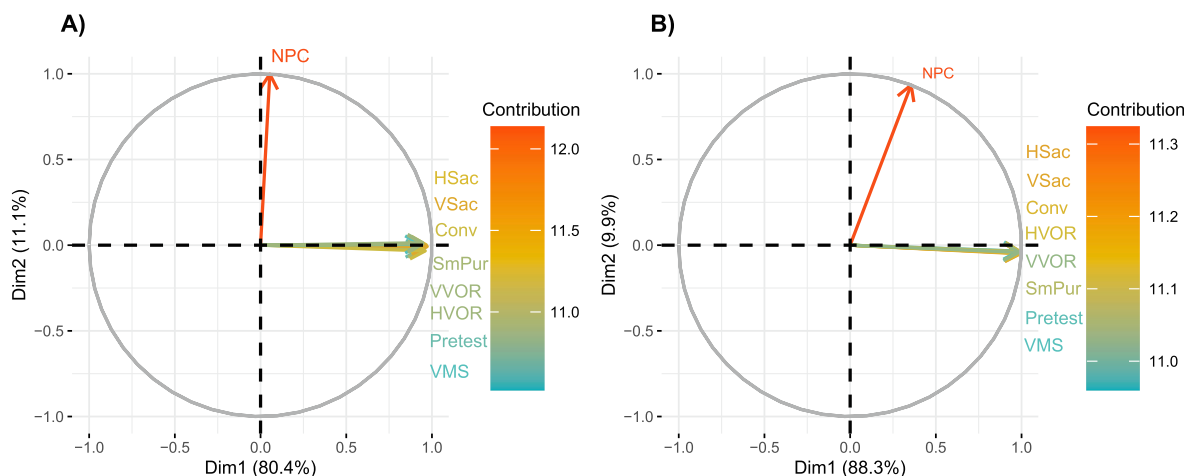 A)
NPC
1.0
0.5
0.0
−0.5
−1.0
Dim2 (11.1%)
HSac
VSac
Conv
SmPur
VVOR
HVOR
Pretest
VMS
−1.0
−0.5
0.0
0.5
1.0
Dim1 (80.4%)
Contribution
12.0
11.5
11.0
B)
NPC
1.0
0.5
0.0
−0.5
−1.0
Dim2 (9.9%)
HSac
VSac
Conv
HVOR
VVOR
SmPur
Pretest
VMS
−1.0
−0.5
0.0
0.5
1.0
Dim1 (88.3%)
Contribution
11.3
11.2
11.1
11.0